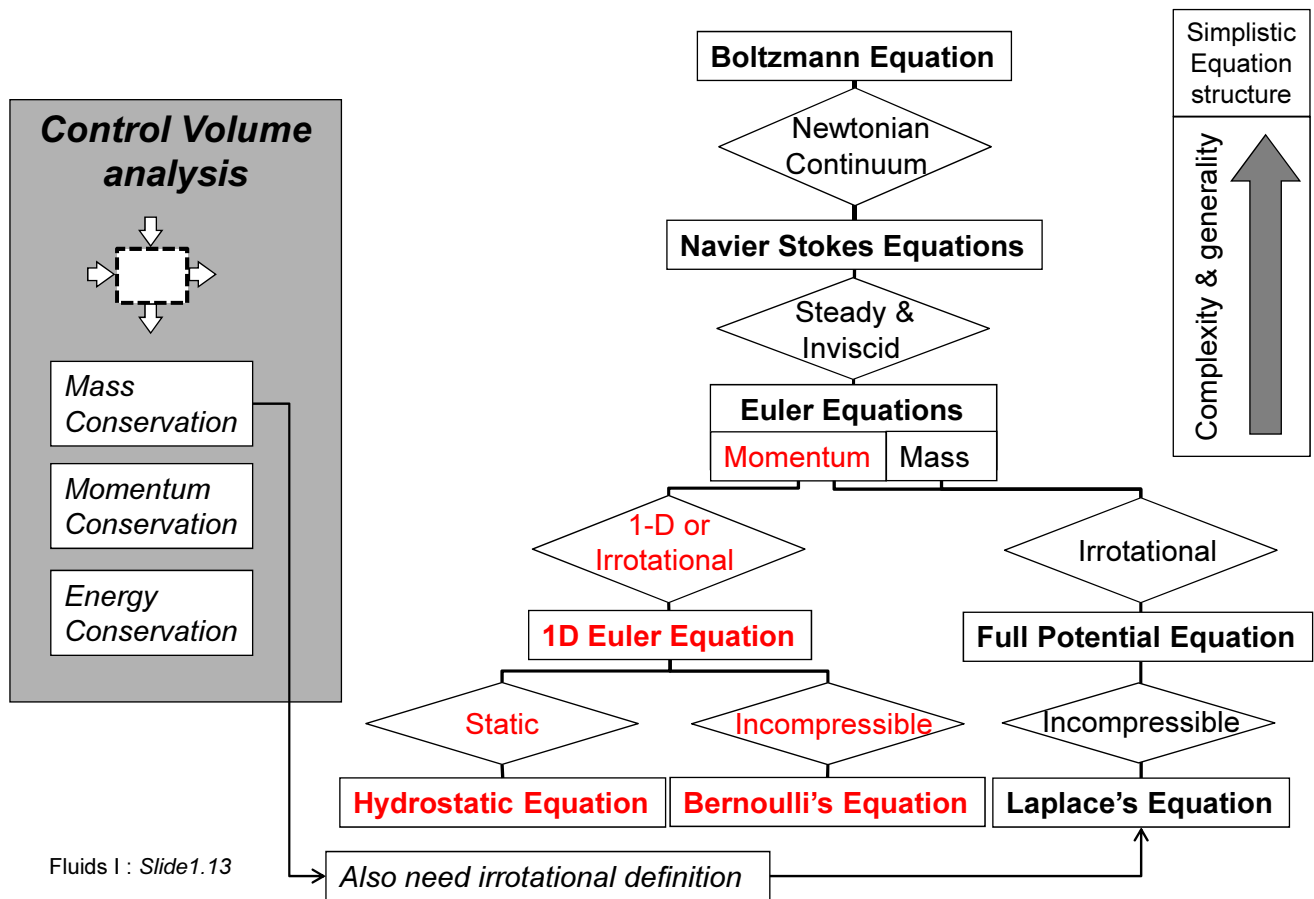 Boltzmann Equation
Newtonian
Continuum
Navier Stokes Equations
Steady &
Inviscid
Euler Equations
Momentum
Mass
1-D or
Irrotational
Irrotational
1D Euler Equation
Full Potential Equation
Static
Incompressible
Incompressible
Hydrostatic Equation
Bernoulli’s Equation
Laplace’s Equation
Control Volume
analysis
Mass
Conservation
Momentum
Conservation
Energy
Conservation
Also need irrotational definition
Simplistic
Equation
structure
Complexity & generality
Fluids I : Slide1.13